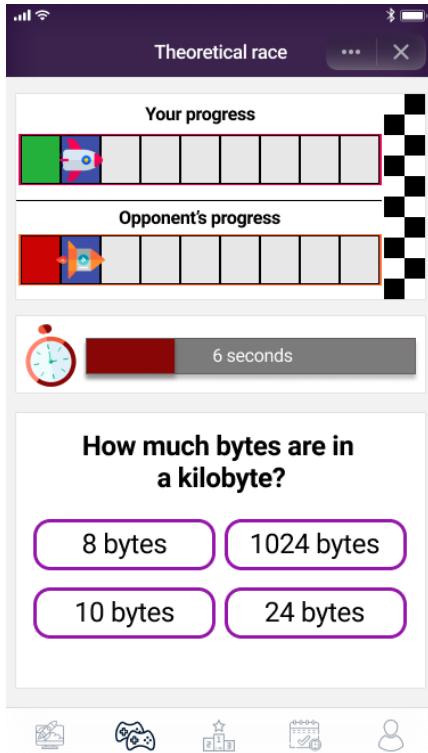 Theoretical race
Your progress
Opponent's progress
6 seconds
How much bytes are in
a kilobyte?
8 bytes
1024 bytes
10 bytes
24 bytes